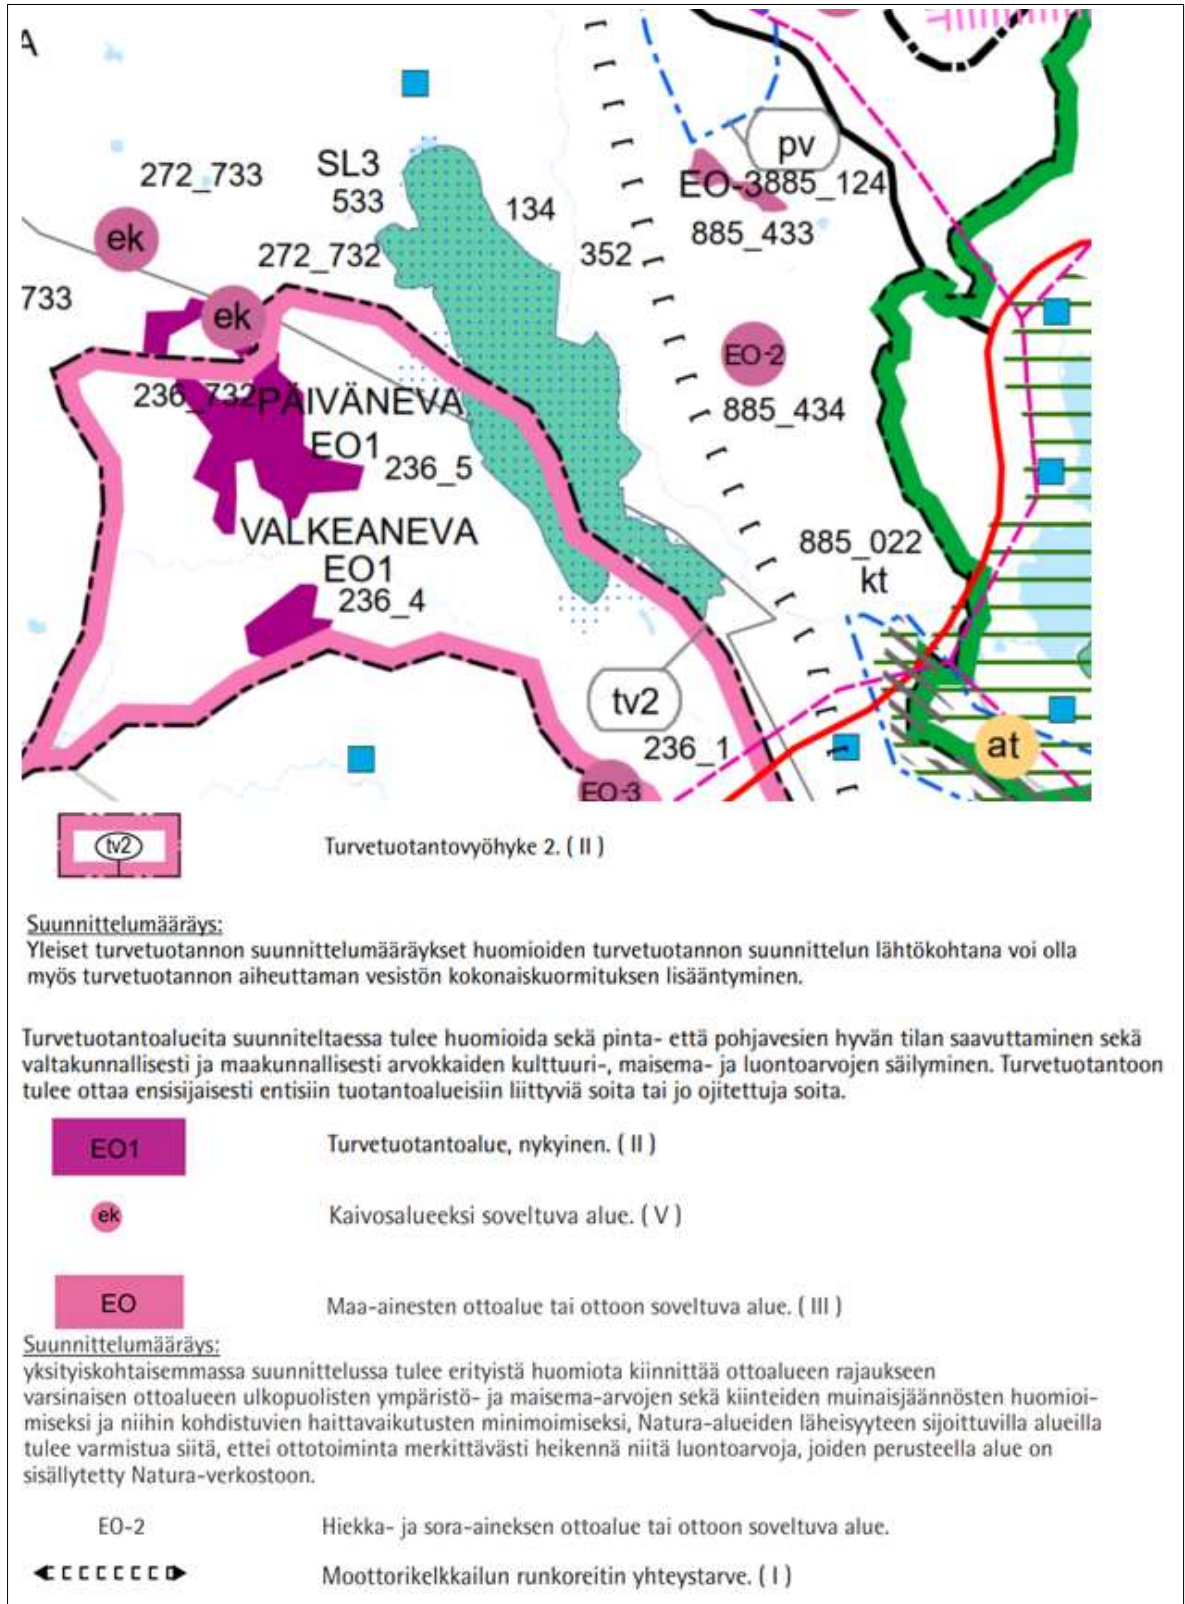 A
pv
SL3
272_733
EO-3885_124
533
134
ek
885_433
272_732
352
733
ek
EO-2
236_732
PÄIVÄNEVA
885_434
EO1
236_5
VALKEANEVA
885_022
EO1
kt
236_4
tv2
236_1
at
EO-3
tv2
Turvetuotantovyöhyke 2. ( II )
Suunnittelumääräys:
Yleiset turvetuotannon suunnittelumääräykset huomioiden turvetuotannon suunnittelun lähtökohtana voi olla
myös turvetuotannon aiheuttaman vesistön kokonaiskuormituksen lisääntyminen.
Turvetuotantoalueita suunniteltaessa tulee huomioida sekä pinta- että pohjavesien hyvän tilan saavuttaminen sekä
valtakunnallisesti ja maakunnallisesti arvokkaiden kulttuuri-, maisema- ja luontoarvojen säilyminen. Turvetuotantoon
tulee ottaa ensisijaisesti entisiin tuotantoalueisiin liittyviä soita tai jo ojitettuja soita.
EO1
Turvetuotantoalue, nykyinen. ( II )
ek
Kaivosalueeksi soveltuva alue. ( V )
EO
Maa-ainesten ottoalue tai ottoon soveltuva alue. ( III )
Suunnittelumääräys:
yksityiskohtaisemmassa suunnittelussa tulee erityistä huomiota kiinnittää ottoalueen rajaukseen
varsinaisen ottoalueen ulkopuolisten ympäristö- ja maisema-arvojen sekä kiinteiden muinaisjäännösten huomioi-
miseksi ja niihin kohdistuvien haittavaikutusten minimoimiseksi, Natura-alueiden läheisyyteen sijoittuvilla alueilla
tulee varmistua siitä, ettei ottotoiminta merkittävästi heikennä niitä luontoarvoja, joiden perusteella alue on
sisällytetty Natura-verkostoon.
EO-2
Hiekka- ja sora-aineksen ottoalue tai ottoon soveltuva alue.
Moottorikelkkailun runkoreitin yhteystarve. ( I )